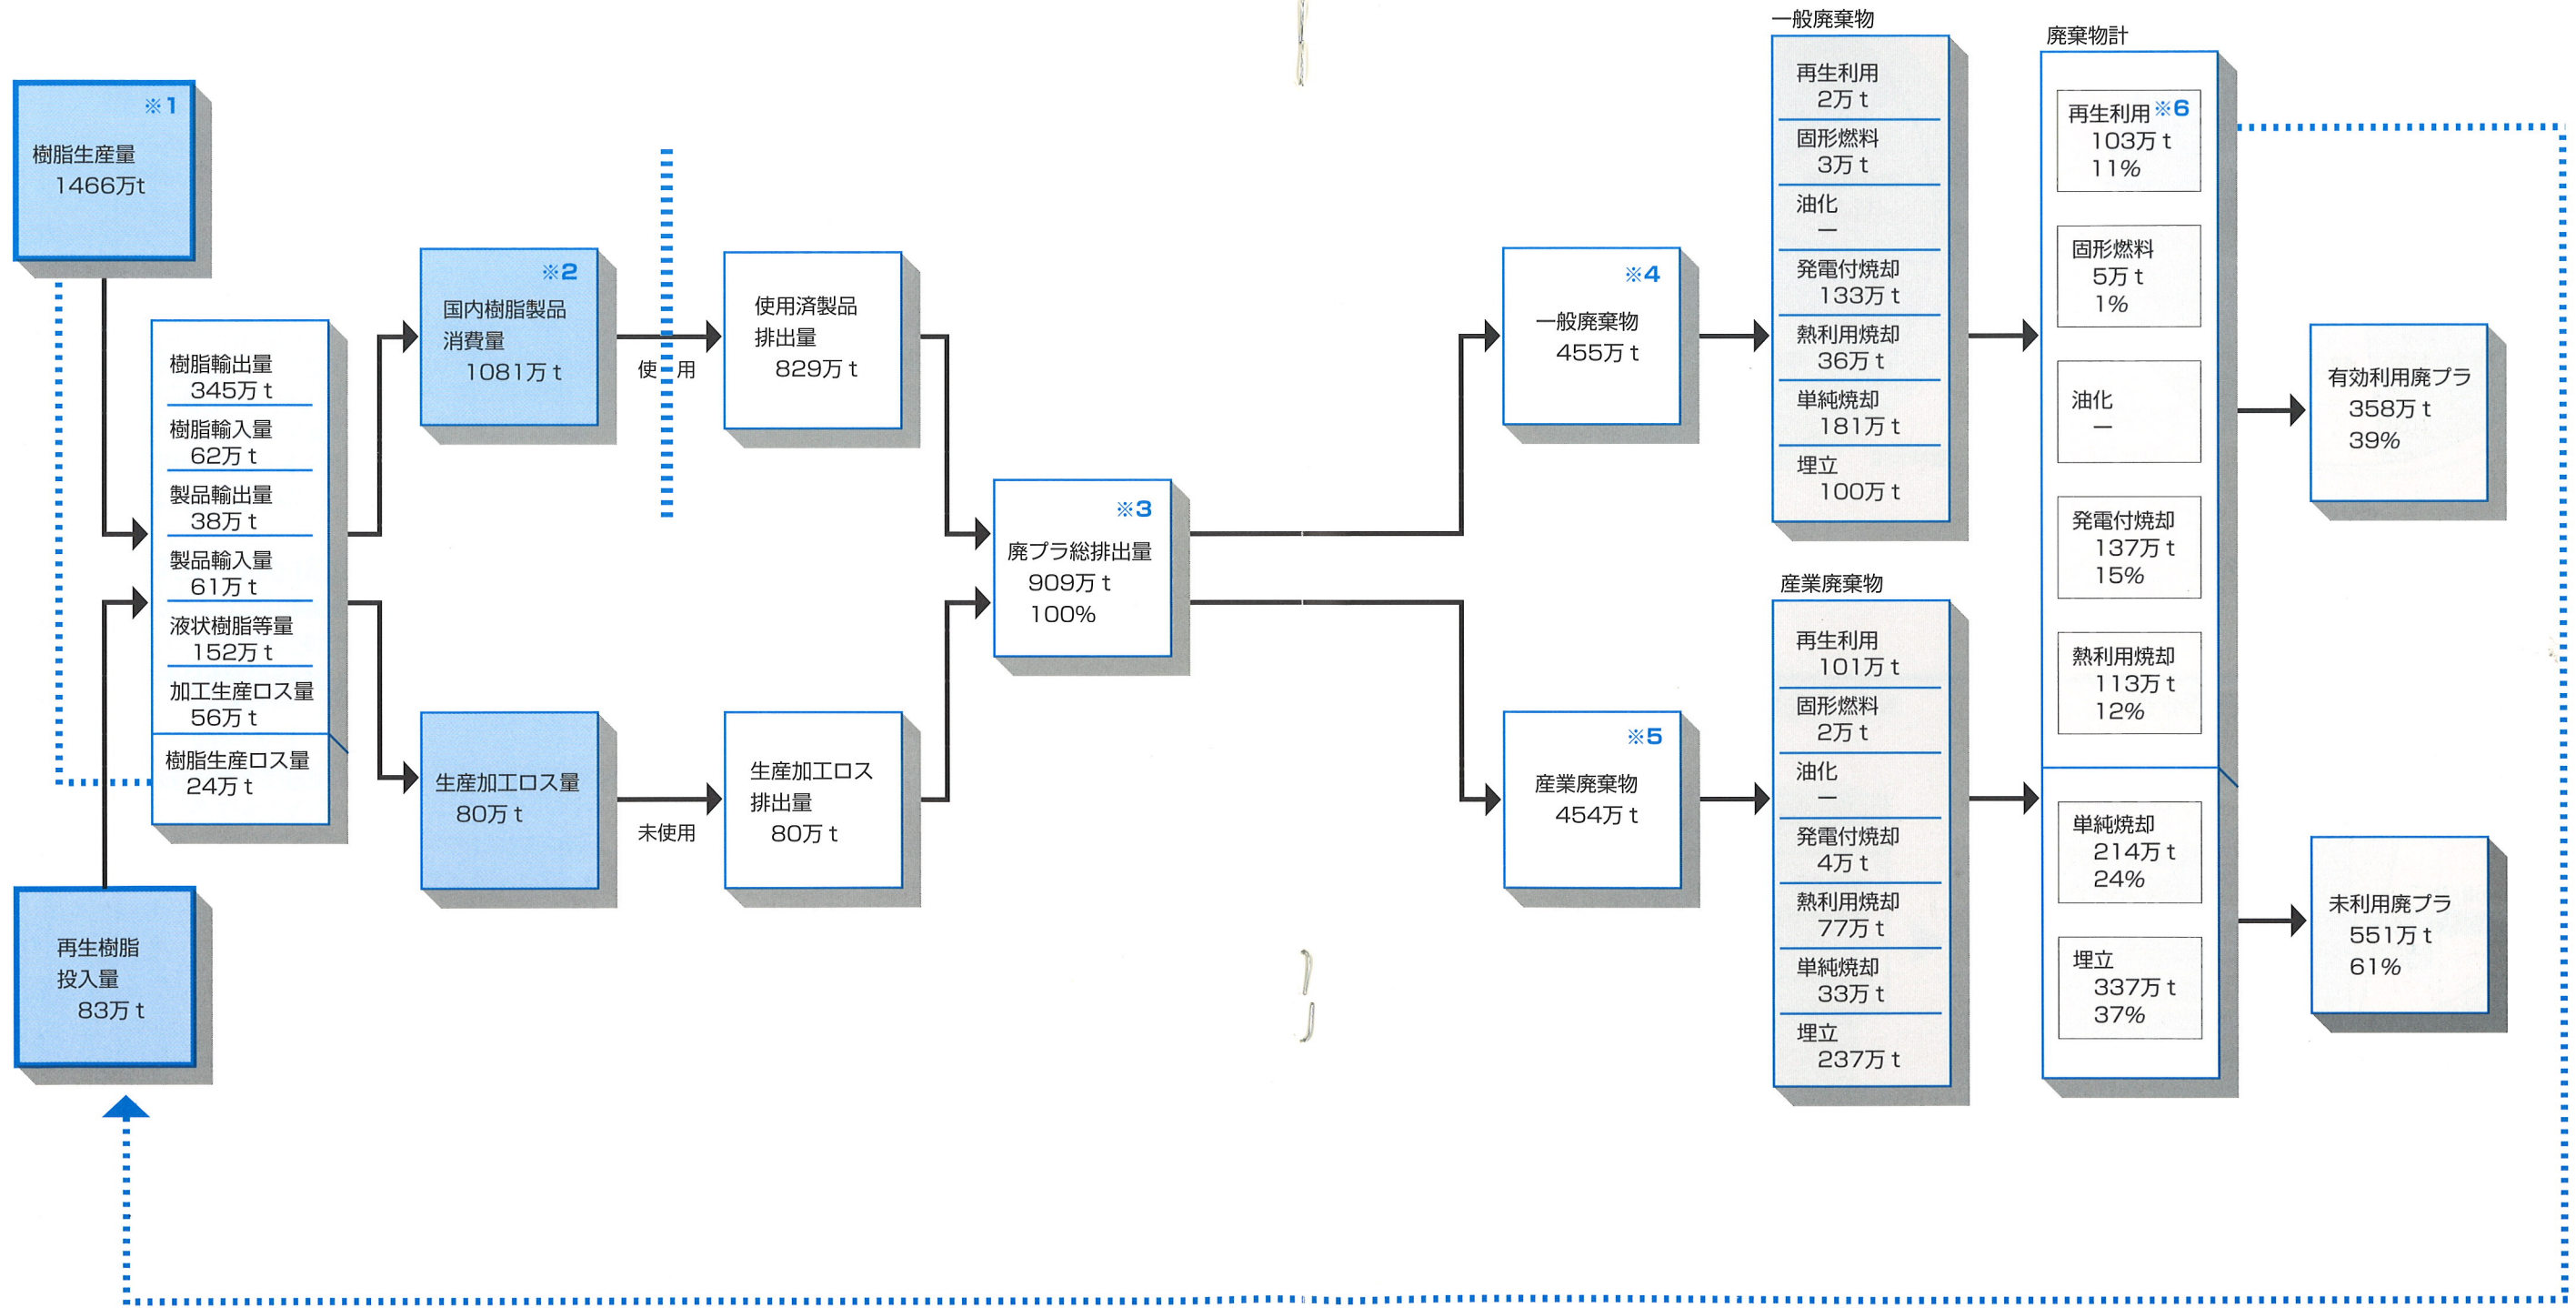 ※1
樹脂生産量
1466万t
樹脂輸出量
345万t
樹脂輸入量
62万t
製品輸出量
38万t
製品輸入量
61万t
液状樹脂等量
152万t
加工生産ロス量
56万t
樹脂生産ロス量
24万t
再生樹脂
投入量
83万t
※2
国内樹脂製品
消費量
1081万t
使用
使用済製品
排出量
829万t
生産加工ロス量
80万t
未使用
生産加工ロス
排出量
80万t
※3
廃プラ総排出量
909万t
100%
※4
一般廃棄物
455万t
※5
産業廃棄物
454万t
一般廃棄物
再生利用
2万t
固形燃料
3万t
油化
—
発電付焼却
133万t
熱利用焼却
36万t
単純焼却
181万t
埋立
100万t
産業廃棄物
再生利用
101万t
固形燃料
2万t
油化
—
発電付焼却
4万t
熱利用焼却
77万t
単純焼却
33万t
埋立
237万t
廃棄物計
再生利用※6
103万t
11%
固形燃料
5万t
1%
油化
—
発電付焼却
137万t
15%
熱利用焼却
113万t
12%
単純焼却
214万t
24%
埋立
337万t
37%
有効利用廃プラ
358万t
39%
未利用廃プラ
551万t
61%